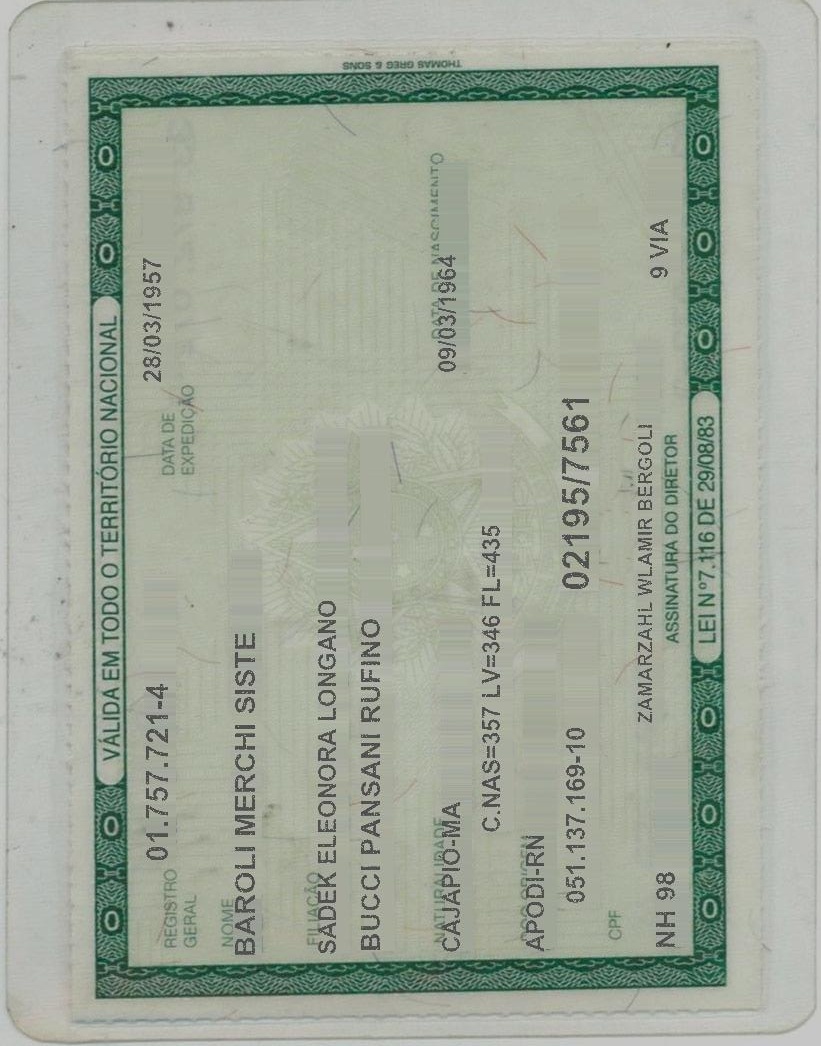 VÁLIDA EM TODO O TERRITÓRIO NACIONAL
REGISTRO GERAL 01.757.721-4 DATA DE EXPEDIÇÃO 28/03/1957
NOME
BAROLI MERCHI SISTE
FILIAÇÃO
SADEK ELEONORA LONGANO
BUCCI PANSANI RUFINO
NATURALIDADE DATA DE NASCIMENTO
CAJAPIO-MA 09/03/1964
C.NAS=357 LV=346 FL=435
APODI-RN
051.137.169-10 02195/7561
CPF
NH 98 ZAMARZAHL WLAMIR BERGOLI 9 VIA
ASSINATURA DO DIRETOR
LEI Nº7.116 DE 29/08/83
THOMAS GREG & SONS